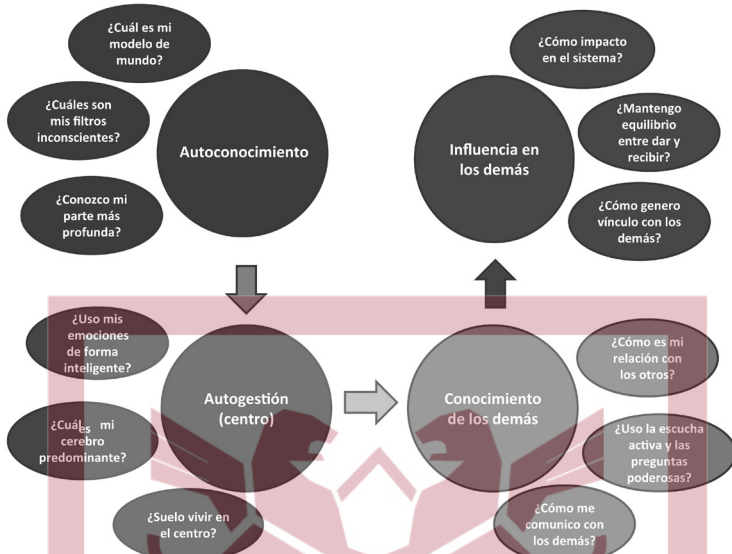 ¿Cuál es mi
modelo de
mundo?
¿Cuáles son
mis filtros
inconscientes?
¿Conozco mi
parte más
profunda?
Autoconocimiento
¿Cómo impacto
en el sistema?
Influencia en
los demás
¿Mantengo
equilibrio
entre dar y
recibir?
¿Cómo genero
vínculo con los
demás?
¿Uso mis
emociones
de forma
inteligente?
¿Cuál es mi
cerebro
predominante?
¿Suelo vivir en
el centro?
Autogestión
(centro)
Conocimiento
de los demás
¿Cómo es mi
relación con
los otros?
¿Uso la escucha
activa y las
preguntas
poderosas?
¿Cómo me
comunico con
los demás?